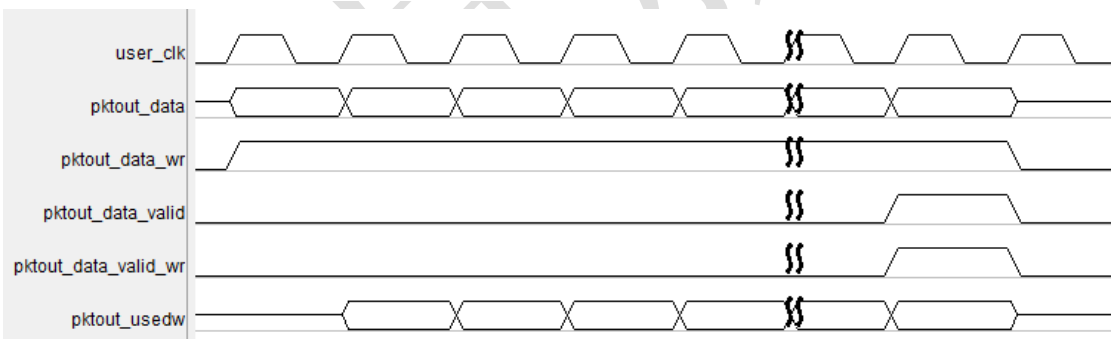 user_clk
pktout_data
pktout_data_wr
pktout_data_valid
pktout_data_valid_wr
pktout_usedw